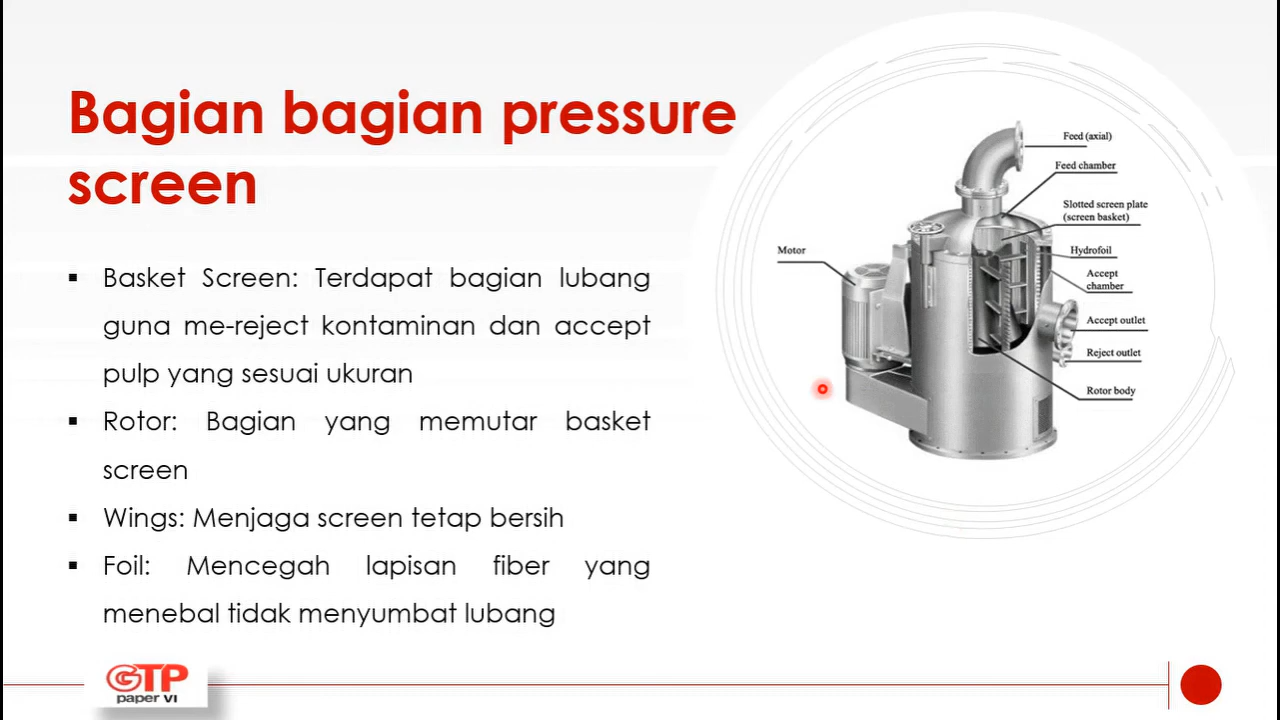 Bagian bagian pressure
screen
▪ Basket Screen: Terdapat bagian lubang
guna me-reject kontaminan dan accept
pulp yang sesuai ukuran
▪ Rotor: Bagian yang memutar basket
screen
▪ Wings: Menjaga screen tetap bersih
▪ Foil: Mencegah lapisan fiber yang
menebal tidak menyumbat lubang
Feed (axial)
Feed chamber
Slotted screen plate
(screen basket)
Motor
Hydrofoil
Accept
chamber
Accept outlet
Reject outlet
Rotor body
GTP
paper VI